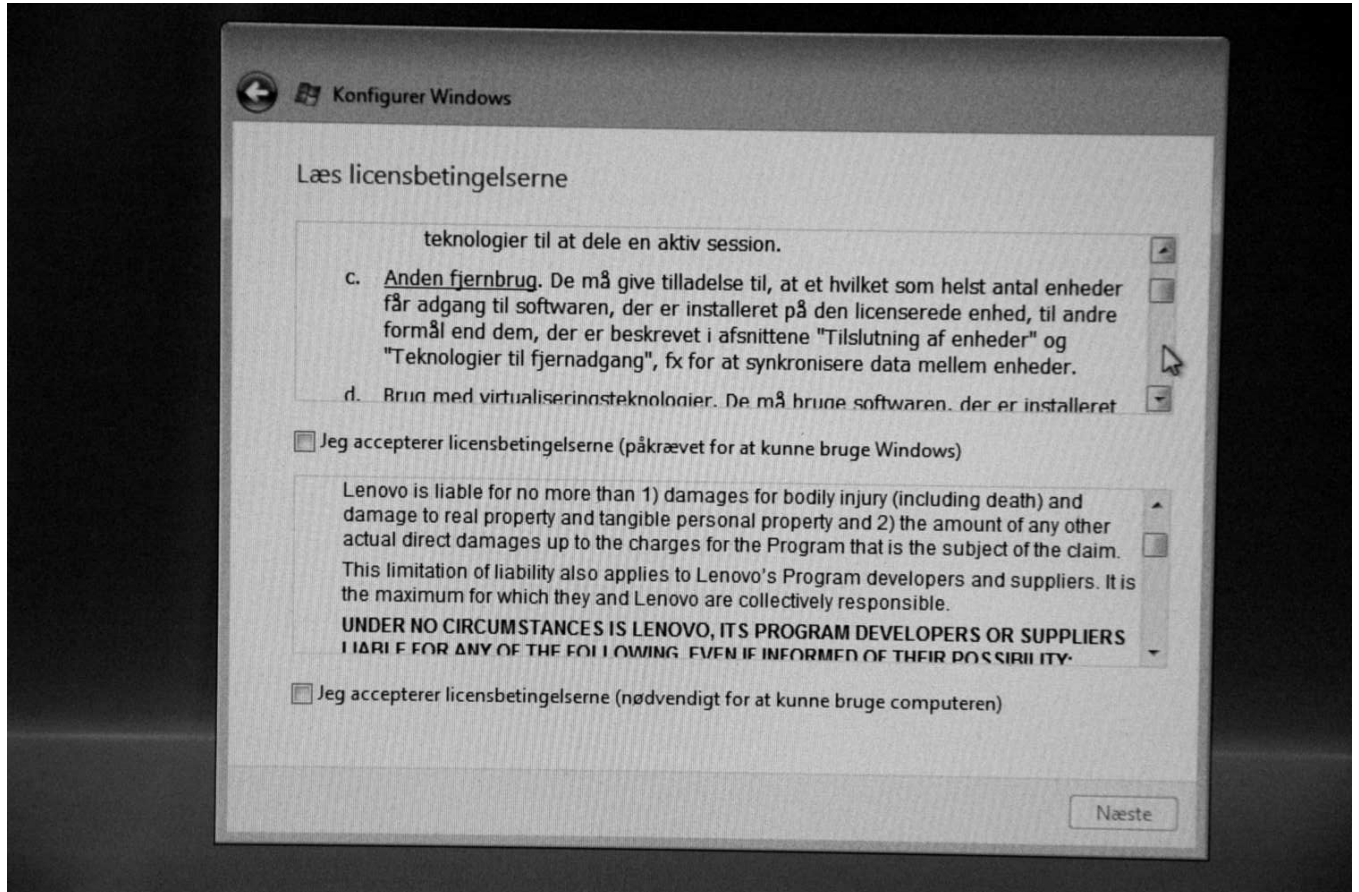 Konfigurer Windows
Læs licensbetingelserne
teknologier til at dele en aktiv session.
c. Anden fjernbrug. De må give tilladelse til, at et hvilket som helst antal enheder
får adgang til softwaren, der er installeret på den licenserede enhed, til andre
formål end dem, der er beskrevet i afsnittene "Tilslutning af enheder" og
"Teknologier til fjernadgang", fx for at synkronisere data mellem enheder.
d. Brug med virtualiseringsteknologier. De må bruge softwaren, der er installeret
Jeg accepterer licensbetingelserne (påkrævet for at kunne bruge Windows)
Lenovo is liable for no more than 1) damages for bodily injury (including death) and
damage to real property and tangible personal property and 2) the amount of any other
actual direct damages up to the charges for the Program that is the subject of the claim.
This limitation of liability also applies to Lenovo's Program developers and suppliers. It is
the maximum for which they and Lenovo are collectively responsible.
UNDER NO CIRCUMSTANCES IS LENOVO, ITS PROGRAM DEVELOPERS OR SUPPLIERS
LIABLE FOR ANY OF THE FOLLOWING, EVEN IF INFORMED OF THEIR POSSIBILITY:
Jeg accepterer licensbetingelserne (nødvendigt for at kunne bruge computeren)
Næste